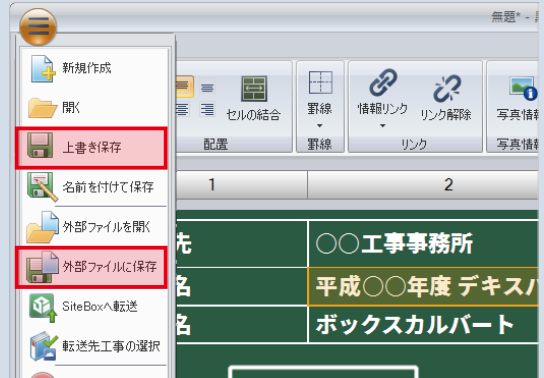 無題* -
新規作成
開く
上書き保存
名前を付けて保存
外部ファイルを開く
外部ファイルに保存
SiteBoxへ転送
転送先工事の選択
セルの結合
罫線
情報リンク
リンク解除
写真情報
配置
罫線
リンク
写真情報
1
2
先
○○工事事務所
名
平成○○年度 デキスパ
名
ボックスカルバート